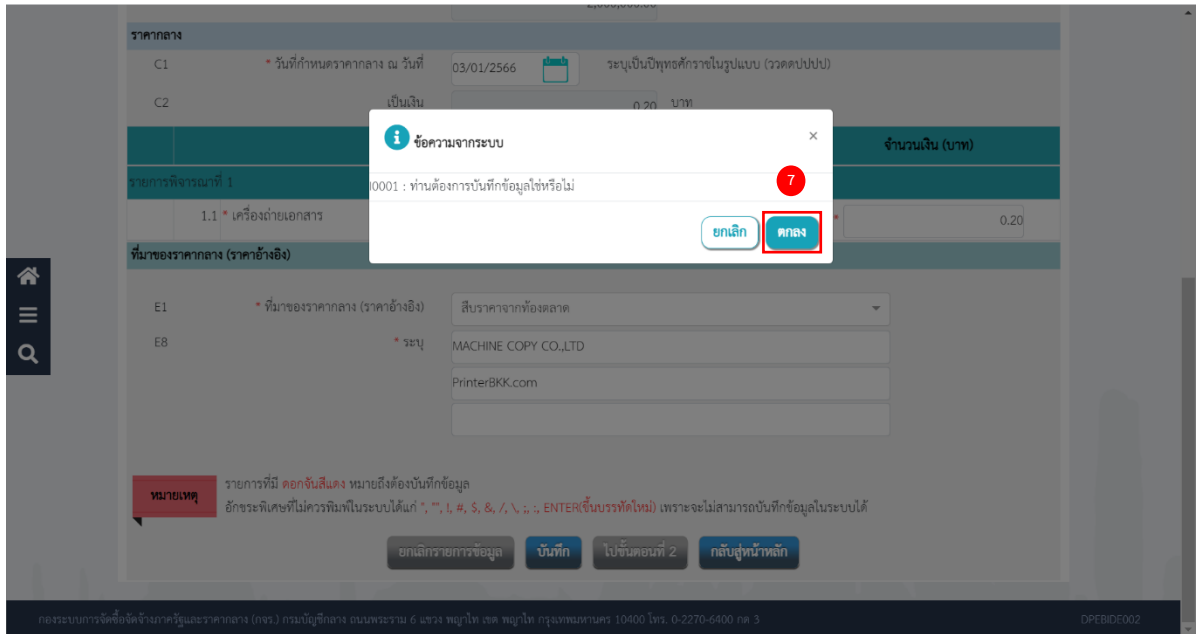 2,000,000.00
ราคากลาง
C1 * วันที่กำหนดราคากลาง ณ วันที่ 03/01/2566 ระบุเป็นปีพุทธศักราชในรูปแบบ (ววดดปปปป)
C2 เป็นเงิน 0.20 บาท
ข้อความจากระบบ ×
จำนวนเงิน (บาท)
รายการพิจารณาที่ 1
I0001 : ท่านต้องการบันทึกข้อมูลใช่หรือไม่
7
1.1 * เครื่องถ่ายเอกสาร * 0.20
ยกเลิก ตกลง
ที่มาของราคากลาง (ราคาอ้างอิง)
E1 * ที่มาของราคากลาง (ราคาอ้างอิง) สืบราคาจากท้องตลาด
E8 * ระบุ MACHINE COPY CO.,LTD
PrinterBKK.com
หมายเหตุ
รายการที่มี ดอกจันสีแดง หมายถึงต้องบันทึกข้อมูล
อักขระพิเศษที่ไม่ควรพิมพ์ในระบบได้แก่ ', "", !, #, $, &, /, \, ;, :, ENTER(ขึ้นบรรทัดใหม่) เพราะจะไม่สามารถบันทึกข้อมูลในระบบได้
ยกเลิกรายการข้อมูล บันทึก ไปขั้นตอนที่ 2 กลับสู่หน้าหลัก
กองระบบการจัดซื้อจัดจ้างภาครัฐและราคากลาง (กจร.) กรมบัญชีกลาง ถนนพระราม 6 แขวง พญาไท เขต พญาไท กรุงเทพมหานคร 10400 โทร. 0-2270-6400 กด 3 DPEBIDE002